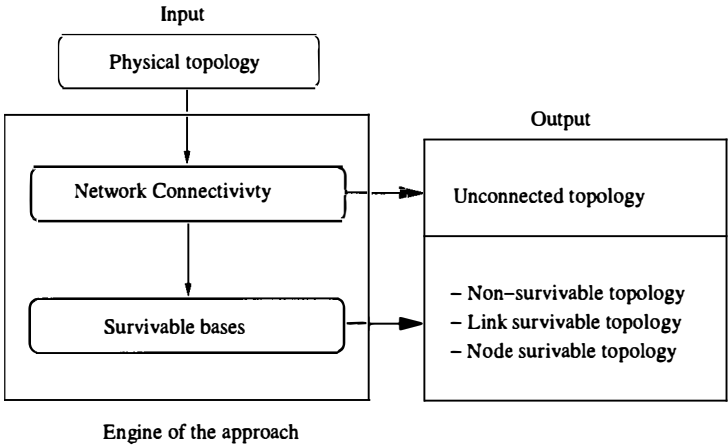 Input
Physical topology
Output
Network Connectivivty
Unconnected topology
Survivable bases
– Non–survivable topology
– Link survivable topology
– Node surivable topology
Engine of the approach